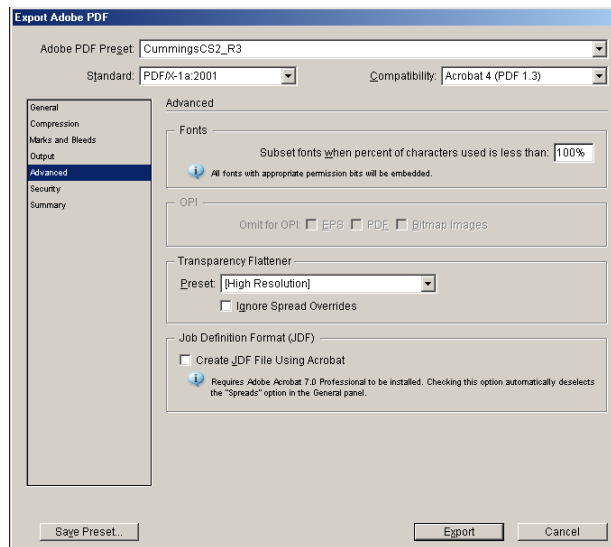 Export Adobe PDF
Adobe PDF Preset: CummingsCS2_R3
Standard: PDF/X-1a:2001 Compatibility: Acrobat 4 (PDF 1.3)
General
Compression
Marks and Bleeds
Output
Advanced
Security
Summary
Advanced
Fonts
Subset fonts when percent of characters used is less than: 100%
All fonts with appropriate permission bits will be embedded.
OPI
Omit for OPI: EPS PDF Bitmap Images
Transparency Flattener
Preset: [High Resolution]
Ignore Spread Overrides
Job Definition Format (JDF)
Create JDF File Using Acrobat
Requires Adobe Acrobat 7.0 Professional to be installed. Checking this option automatically deselects
the "Spreads" option in the General panel.
Save Preset... Export Cancel